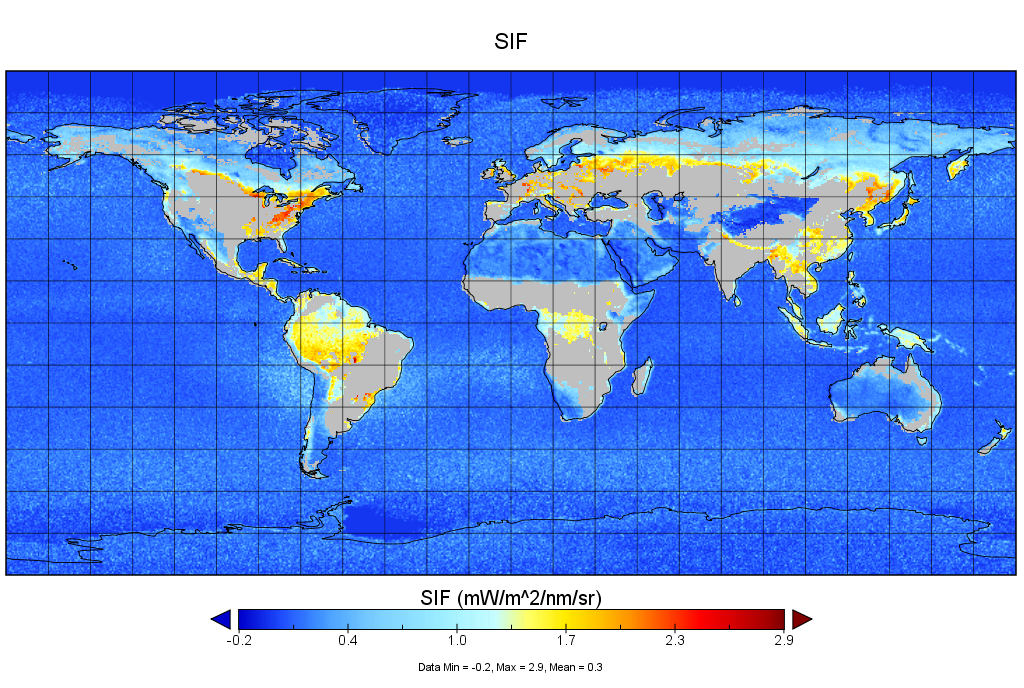 SIF
SIF (mW/m^2/nm/sr)
-0.2 0.4 1.0 1.7 2.3 2.9
Data Min = -0.2, Max = 2.9, Mean = 0.3